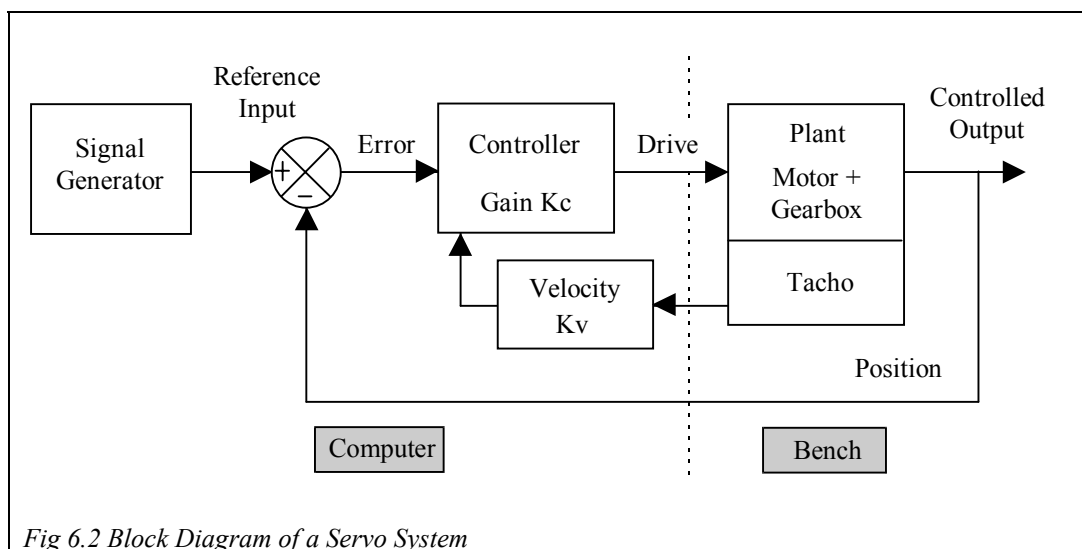 Signal
Generator
Reference
Input
+
−
Error
Controller
Gain Kc
Drive
Plant
Motor +
Gearbox
Tacho
Controlled
Output
Velocity
Kv
Position
Computer
Bench
Fig 6.2 Block Diagram of a Servo System